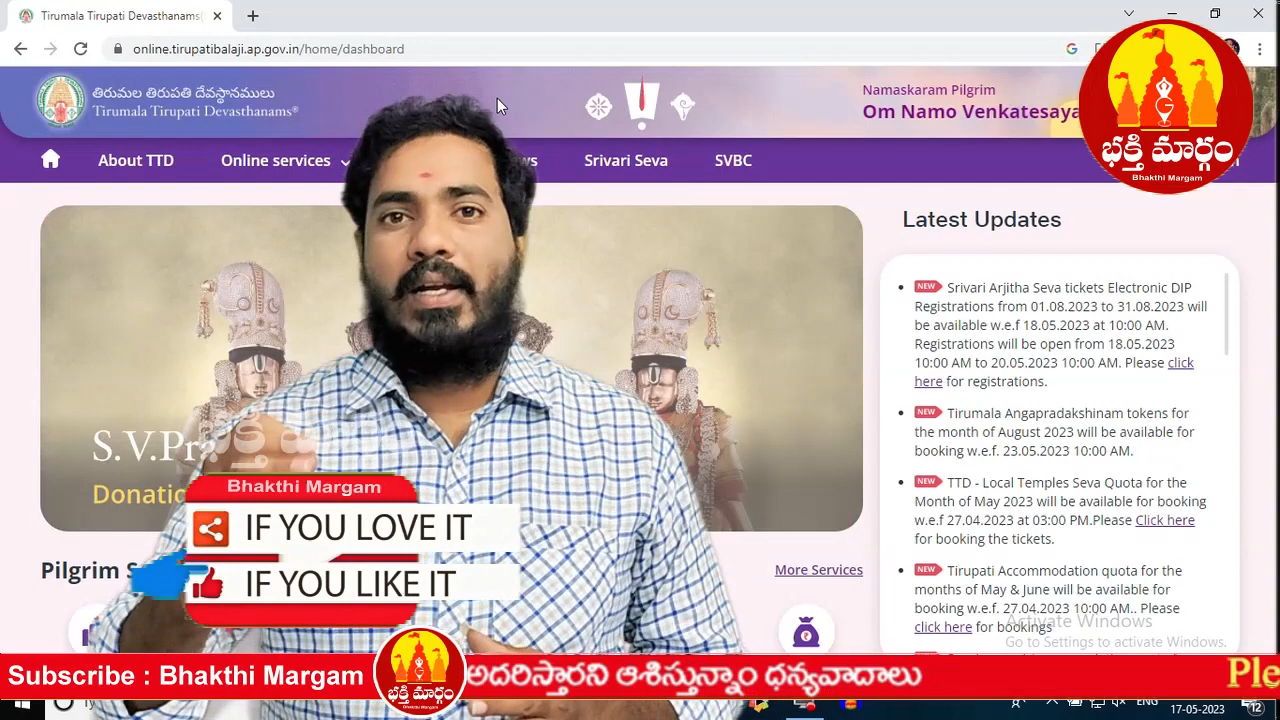 Tirumala Tirupati Devasthanams(
online.tirupatibalaji.ap.gov.in/home/dashboard
తిరుమల తిరుపతి దేవస్థానములు
Tirumala Tirupati Devasthanams®
Namaskaram Pilgrim
Om Namo Venkatesaya
భక్తి మార్గం
Bhakthi Margam
About TTD
Online services
Srivari Seva
SVBC
Latest Updates
NEW Srivari Arjitha Seva tickets Electronic DIP
Registrations from 01.08.2023 to 31.08.2023 will
be available w.e.f 18.05.2023 at 10:00 AM.
Registrations will be open from 18.05.2023
10:00 AM to 20.05.2023 10:00 AM. Please click
here for registrations.
NEW Tirumala Angapradakshinam tokens for
the month of August 2023 will be available for
booking w.e.f. 23.05.2023 10:00 AM.
NEW TTD - Local Temples Seva Quota for the
Month of May 2023 will be available for booking
w.e.f 27.04.2023 at 03:00 PM.Please Click here
for booking the tickets.
NEW Tirupati Accommodation quota for the
months of May & June will be available for
booking w.e.f. 27.04.2023 10:00 AM.. Please
click here for bookings
S.V.Pra
Bhakthi Margam
IF YOU LOVE IT
IF YOU LIKE IT
More Services
Activate Windows
Go to Settings to activate Windows.
Subscribe : Bhakthi Margam
భక్తి మార్గం
ఆదరిస్తారని ఆశిస్తున్నాం ధన్యవాదాలు
Ple
ENG
17-05-2023
12